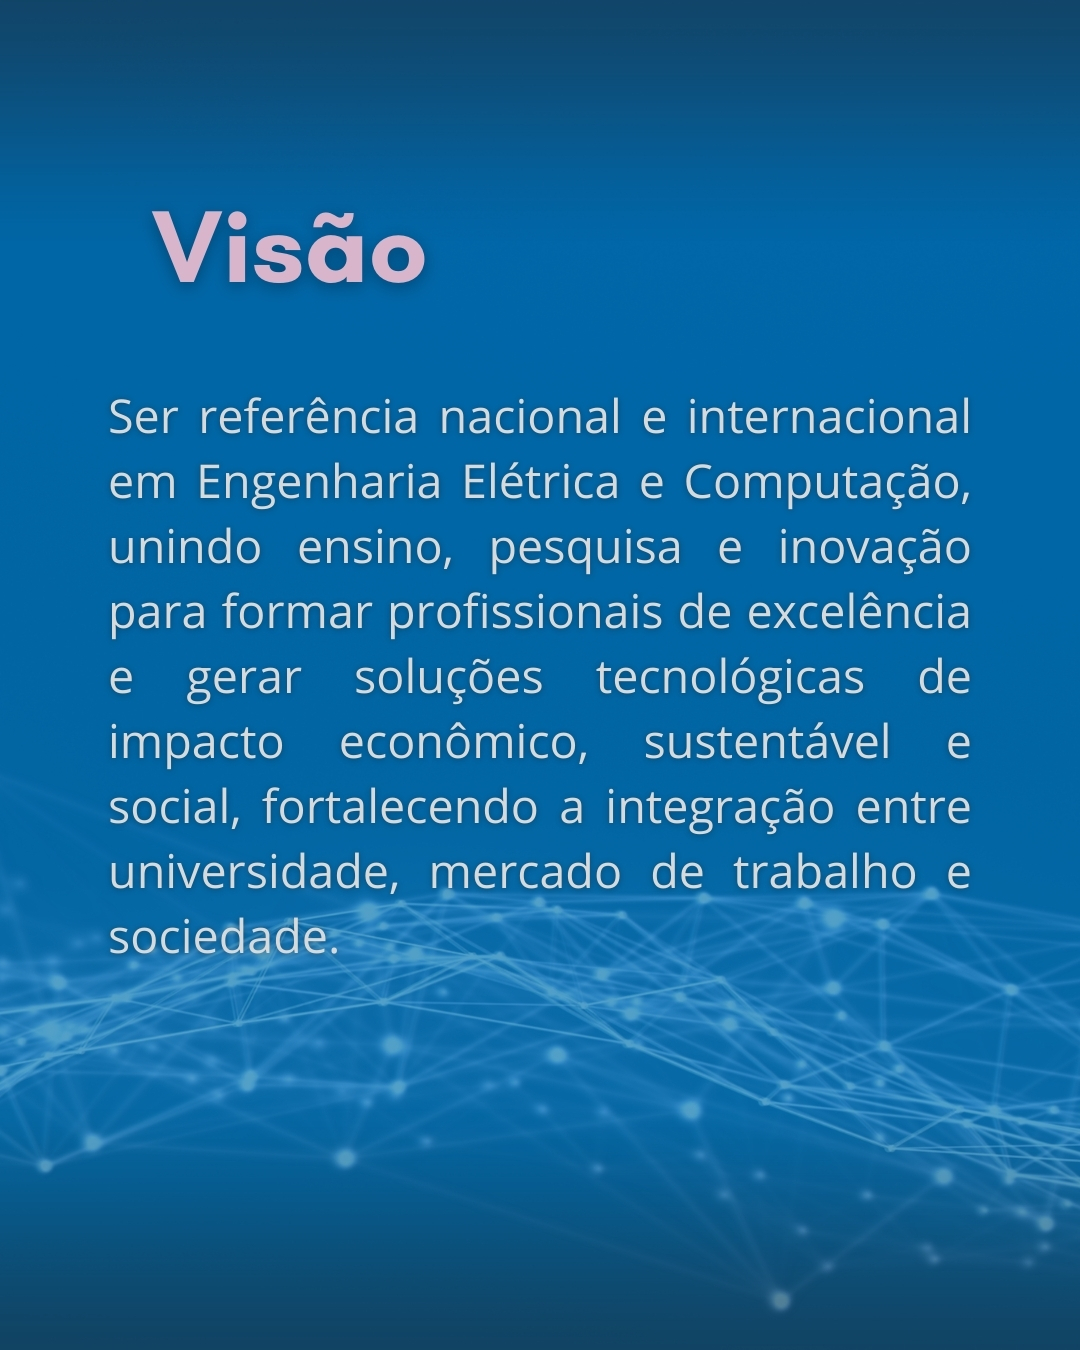 Visão
Ser referência nacional e internacional
em Engenharia Elétrica e Computação,
unindo ensino, pesquisa e inovação
para formar profissionais de excelência
e gerar soluções tecnológicas de
impacto econômico, sustentável e
social, fortalecendo a integração entre
universidade, mercado de trabalho e
sociedade.